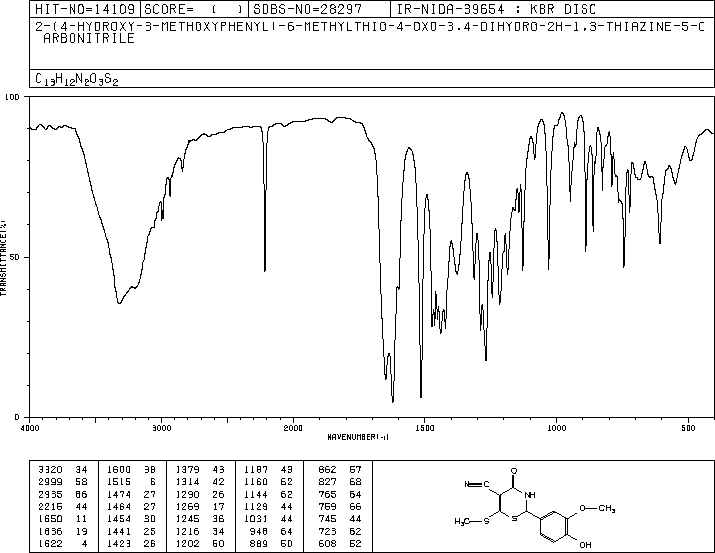 HIT-NO=14109 SCORE= ( ) SDBS-NO=28297 IR-NIDA-39654 : KBR DISC
2-(4-HYDROXY-3-METHOXYPHENYL)-6-METHYLTHIO-4-OXO-3,4-DIHYDRO-2H-1,3-THIAZINE-5-C
ARBONITRILE
C13H12N2O3S2
100
50
0
TRANSMITTANCE(%)
4000 3000 2000 1500 1000 500
WAVENUMBER(-1)
3320 34 1600 38 1379 43 1187 43 862 57
2999 58 1515 6 1314 42 1160 62 827 68
2935 66 1474 27 1290 26 1144 62 765 64
2215 44 1464 27 1269 17 1129 44 759 66
1650 11 1454 30 1245 36 1031 44 745 44
1636 19 1441 25 1216 34 948 64 723 62
1622 4 1423 26 1202 50 889 50 608 52
O
N C
NH
H3C S S
O CH3
OH